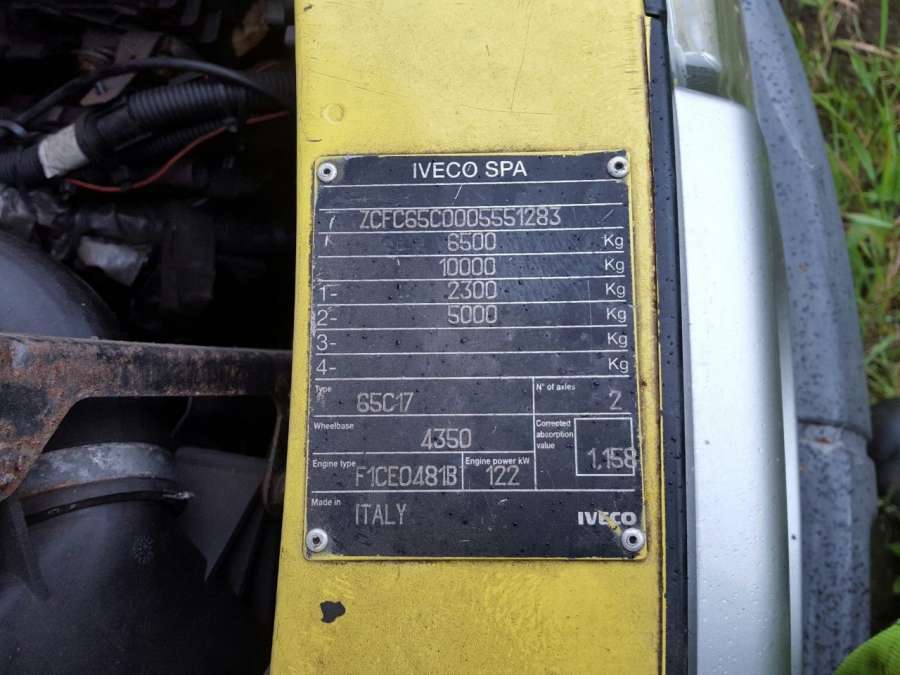 IVECO SPA
ZCFC65C0005551283
6500 Kg
10000 Kg
1- 2300 Kg
2- 5000 Kg
3- Kg
4- Kg
Type 65C17 N° of axles 2
Wheelbase 4350 Corrected absorption value 1.158
Engine type F1CE0481B Engine power kW 122
Made in ITALY IVECO